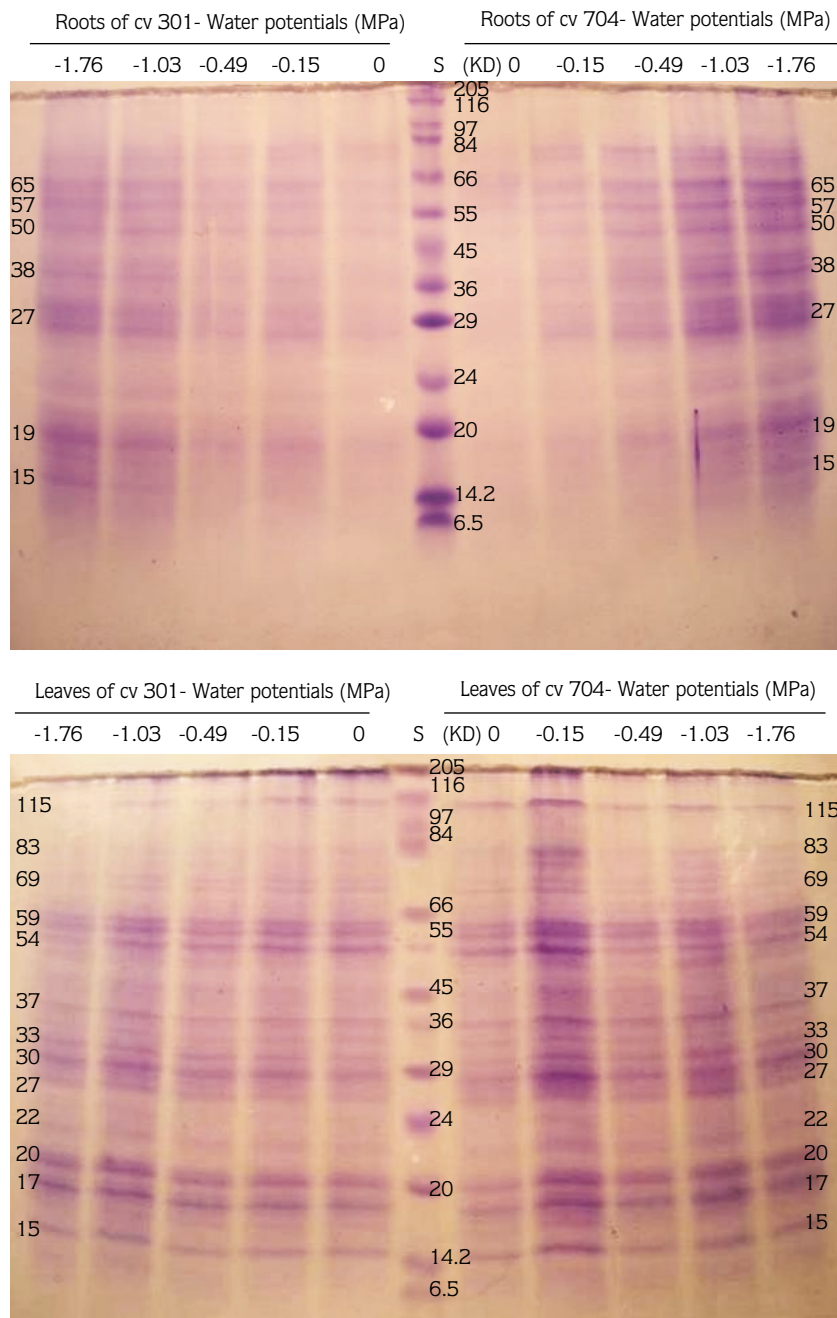 Roots of cv 301- Water potentials (MPa) Roots of cv 704- Water potentials (MPa)
-1.76 -1.03 -0.49 -0.15 0 S (KD) 0 -0.15 -0.49 -1.03 -1.76
205
116
97
84
65 66 65
57 55 57
50 45 50
38 36 38
27 29 27
24
19 20 19
15 14.2 15
6.5
Leaves of cv 301- Water potentials (MPa) Leaves of cv 704- Water potentials (MPa)
-1.76 -1.03 -0.49 -0.15 0 S (KD) 0 -0.15 -0.49 -1.03 -1.76
205
116
115 97 115
83 84 83
69 69
59 66 59
54 55 54
45
37 36 37
33 33
30 30
27 29 27
22 24 22
20 20
17 20 17
15 15
14.2
6.5